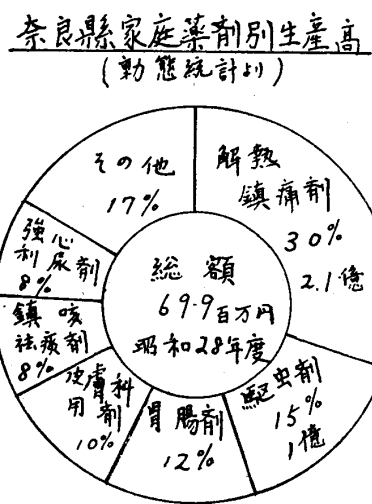 奈良縣家庭薬剤別生産高
(動態統計より)
解熱
鎮痛剤
30%
2.1億
駆虫剤
15%
1億
胃腸剤
12%
皮膚科
用剤
10%
鎮咳
祛痰剤
8%
強心
利尿剤
8%
その他
17%
総額
69.9百万円
昭和28年度